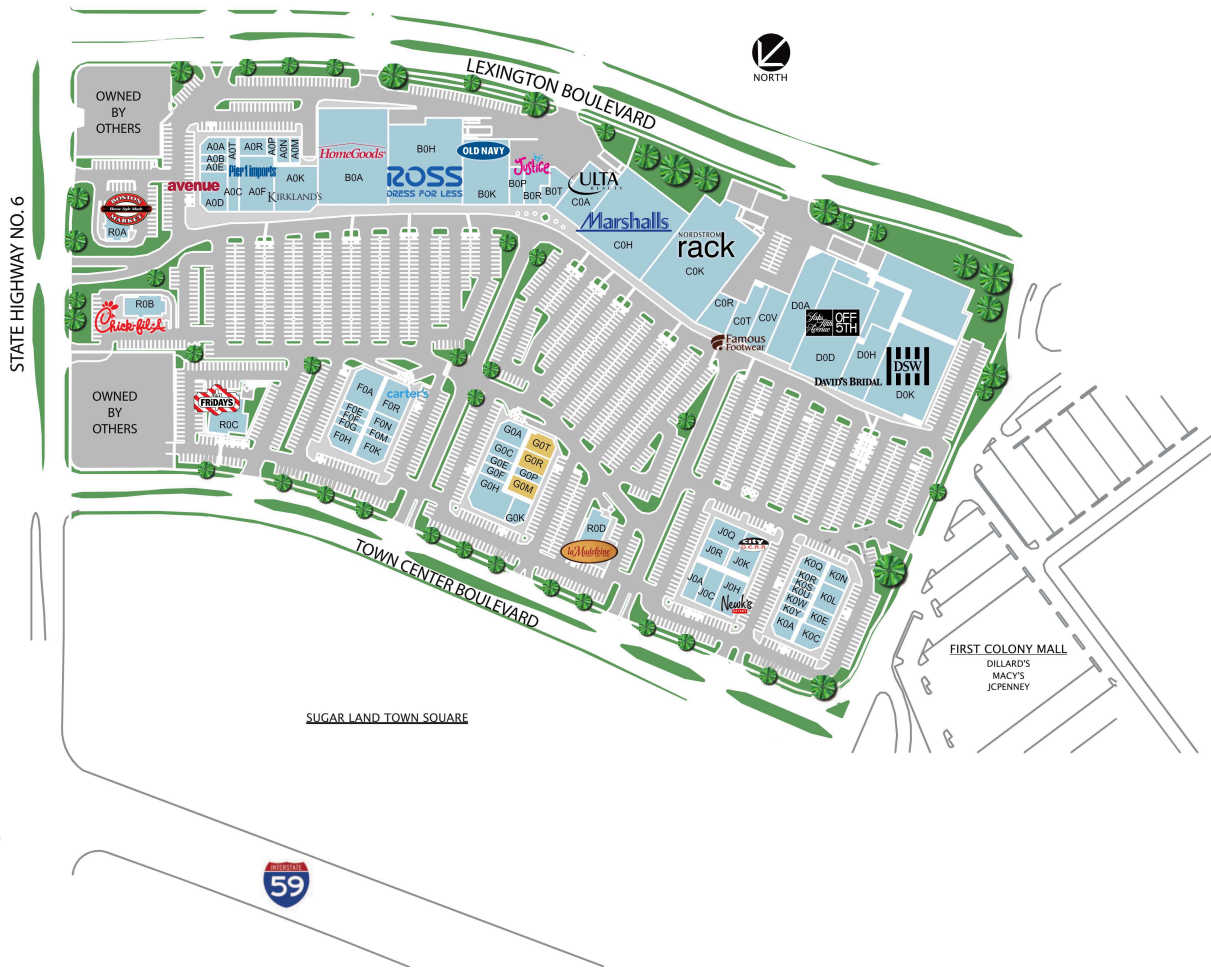 NORTH
LEXINGTON BOULEVARD
STATE HIGHWAY NO. 6
OWNED
BY
OTHERS
A0A
A0B
A0E
A0T
A0R
A0P
A0N
A0M
Pier 1 imports
avenue
A0D
A0C
A0F
A0K
KIRKLAND'S
HomeGoods
B0A
B0H
ROSS
DRESS FOR LESS
OLD NAVY
B0K
Justice
B0P
B0R
B0T
ULTA
BEAUTY
C0A
Marshalls
C0H
NORDSTROM
rack
C0K
C0R
C0T
C0V
Famous
Footwear
D0A
Saks
Fifth
Avenue
OFF
5TH
D0D
D0H
DAVID'S BRIDAL
DSW
D0K
BOSTON
Home Style Meals
MARKET
R0A
R0B
Chick-fil-A
OWNED
BY
OTHERS
FRiDAYS
R0C
F0A
carter's
F0R
F0E
F0F
F0G
F0H
F0N
F0M
F0K
G0A
G0C
G0E
G0F
G0H
G0T
G0R
G0P
G0M
G0K
R0D
la Madeleine
J0Q
CITY
GEAR
J0R
J0K
J0A
J0C
J0H
Newk's
K0Q
K0R
K0S
K0U
K0W
K0Y
K0A
K0N
K0L
K0E
K0C
TOWN CENTER BOULEVARD
FIRST COLONY MALL
DILLARD'S
MACY'S
JCPENNEY
SUGAR LAND TOWN SQUARE
INTERSTATE
59